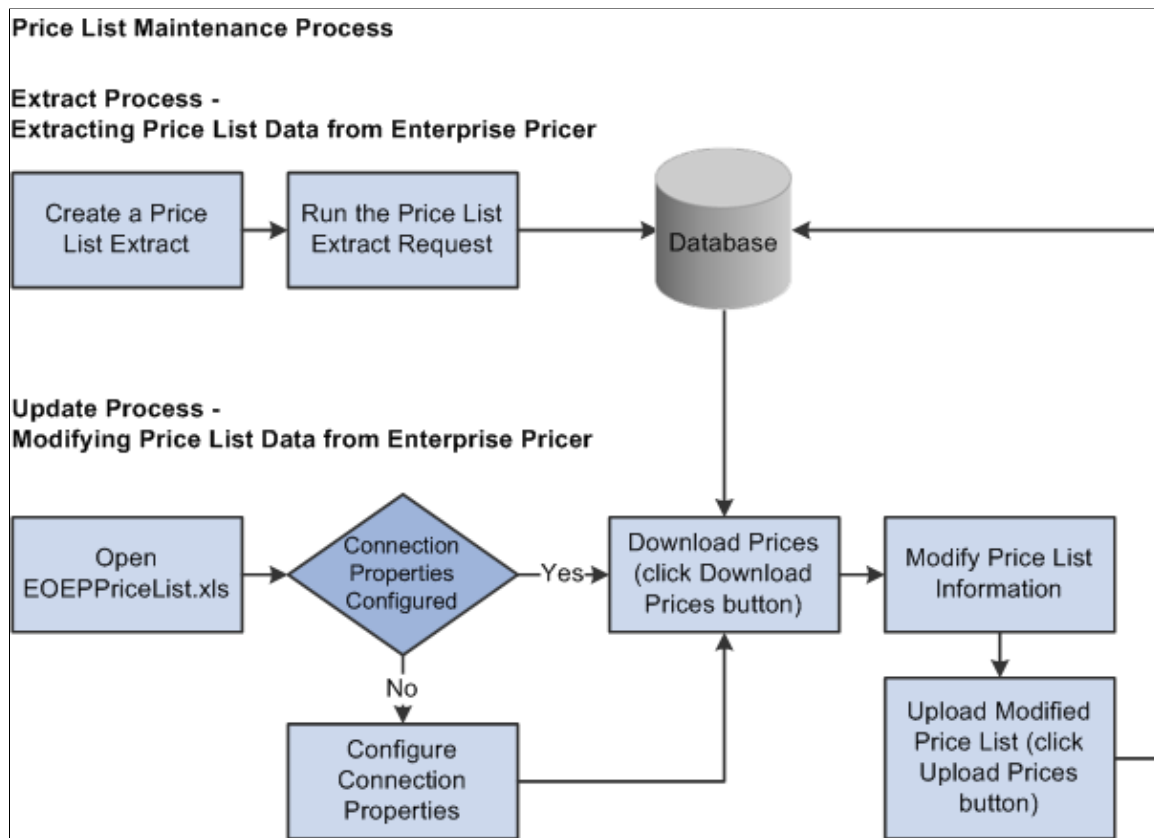 Price List Maintenance Process
Extract Process -
Extracting Price List Data from Enterprise Pricer
Create a Price
List Extract
Run the Price List
Extract Request
Database
Update Process -
Modifying Price List Data from Enterprise Pricer
Open
EOEPPriceList.xls
Connection
Properties
Configured
Yes
No
Configure
Connection
Properties
Download Prices
(click Download
Prices button)
Modify Price List
Information
Upload Modified
Price List (click
Upload Prices
button)